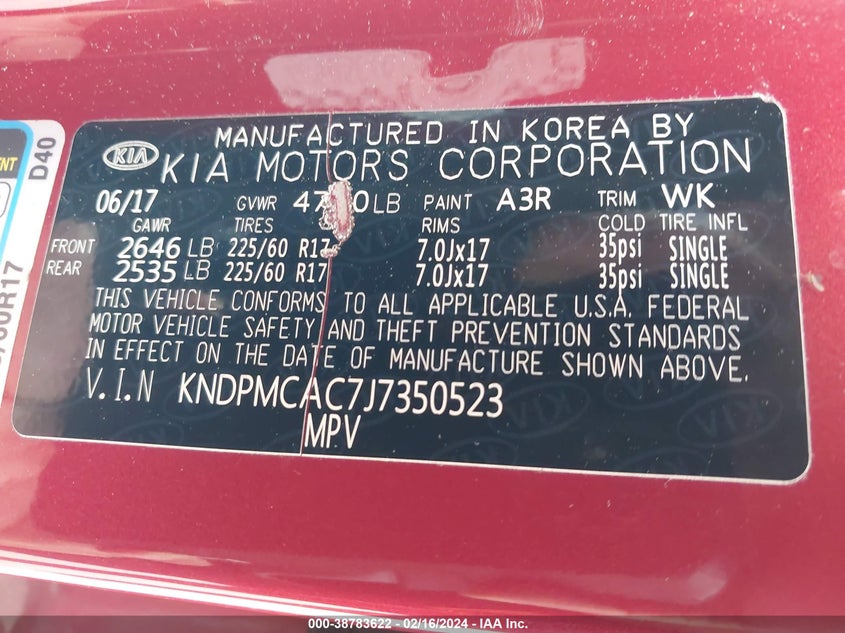 MANUFACTURED IN KOREA BY
KIA KIA MOTORS CORPORATION
06/17 GVWR LB PAINT A3R TRIM WK
GAWR TIRES RIMS COLD TIRE INFL
FRONT 2646 LB 225/60 R17 7.0Jx17 35psi SINGLE
REAR 2535 LB 225/60 R17 7.0Jx17 35psi SINGLE
THIS VEHICLE CONFORMS TO ALL APPLICABLE U.S.A. FEDERAL
MOTOR VEHICLE SAFETY AND THEFT PREVENTION STANDARDS
IN EFFECT ON THE DATE OF MANUFACTURE SHOWN ABOVE.
V.I.N KNDPMCAC7J7350523
MPV
D40
000-38783622 - 02/16/2024 - IAA Inc.